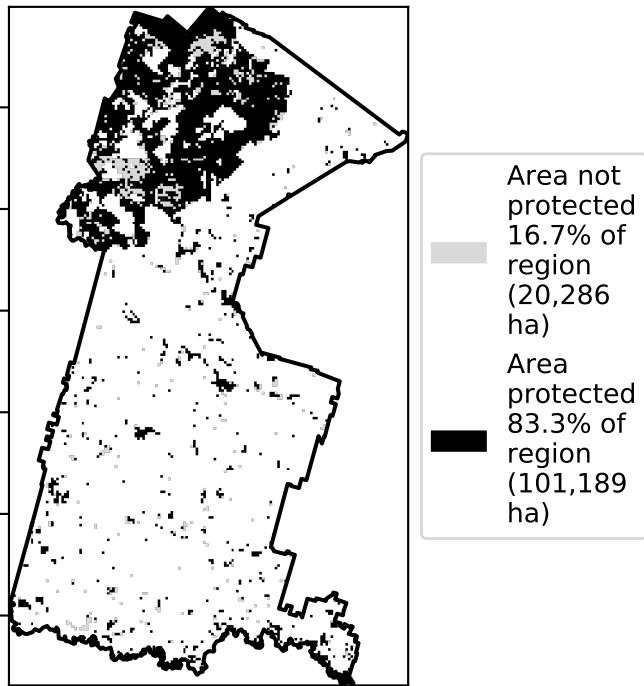 Area not
protected
16.7% of
region
(20,286
ha)
Area
protected
83.3% of
region
(101,189
ha)